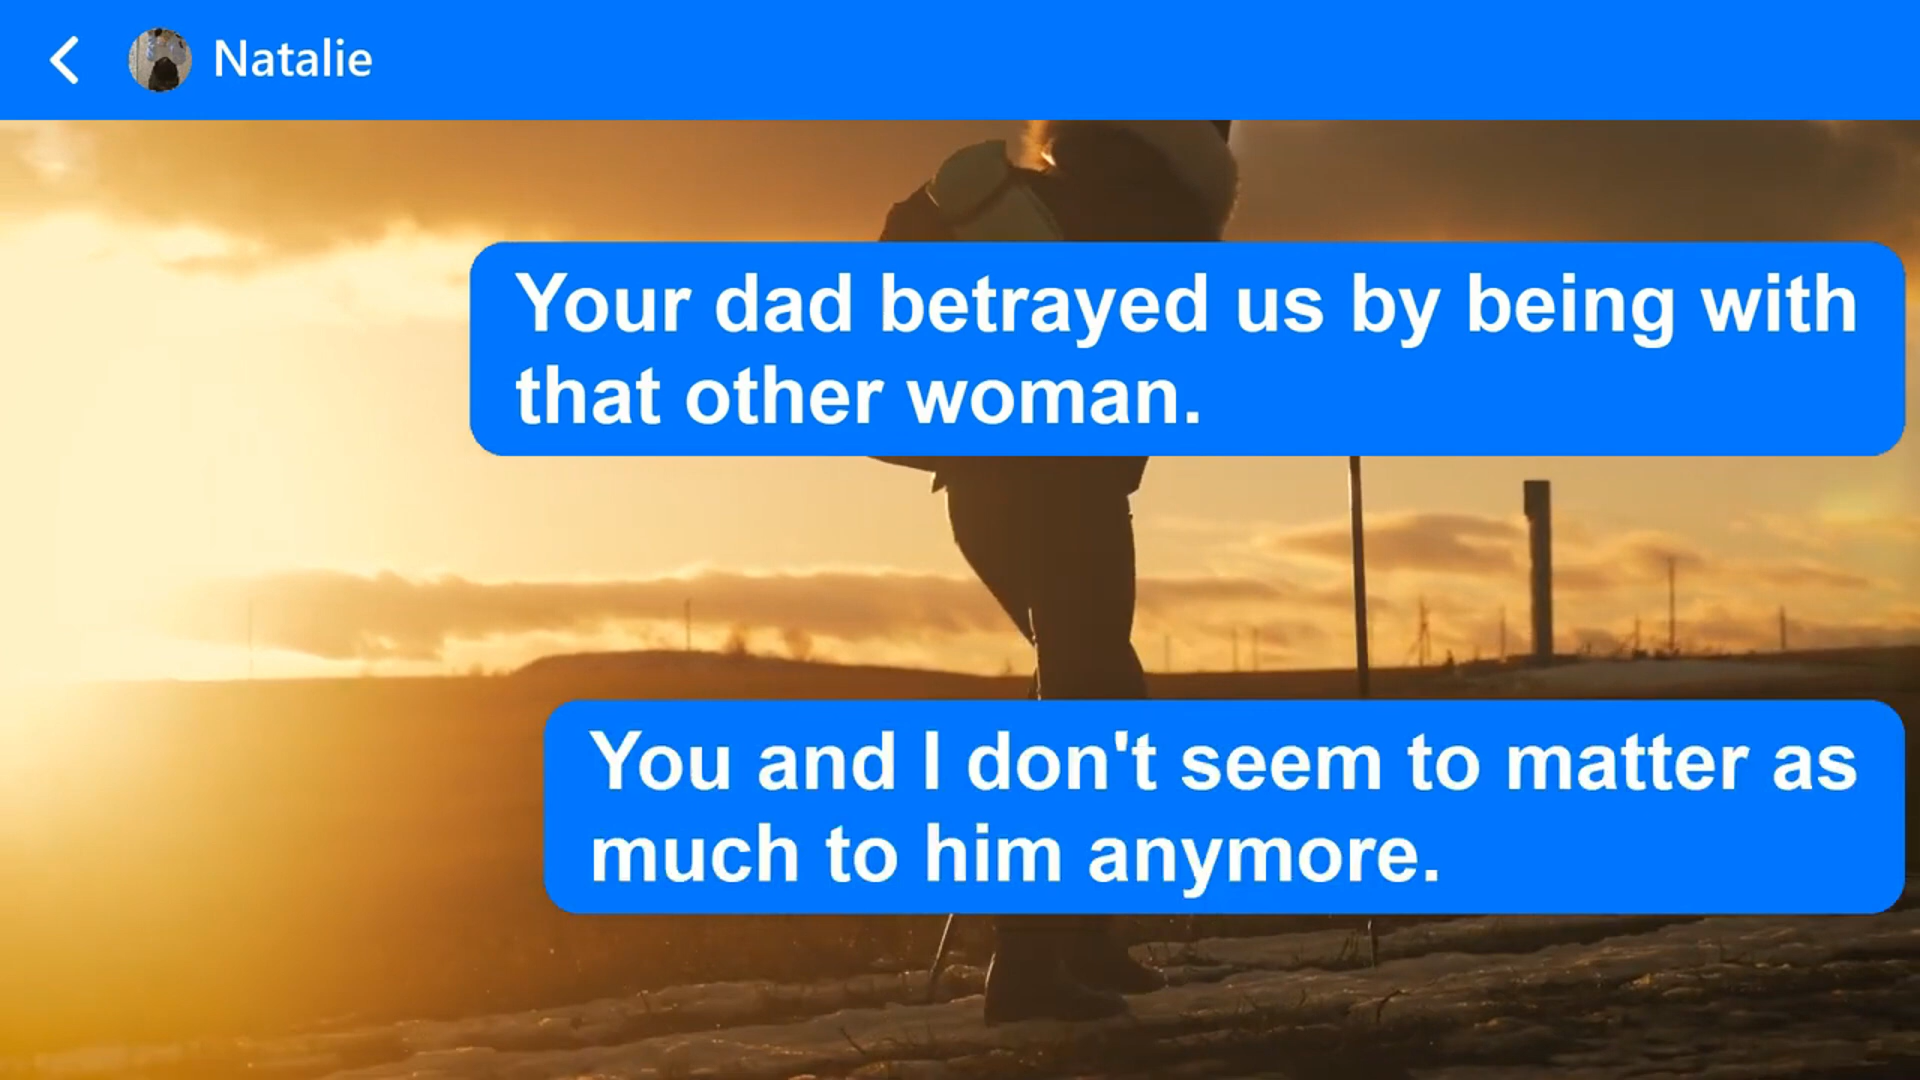 Natalie
Your dad betrayed us by being with
that other woman.
You and I don't seem to matter as
much to him anymore.